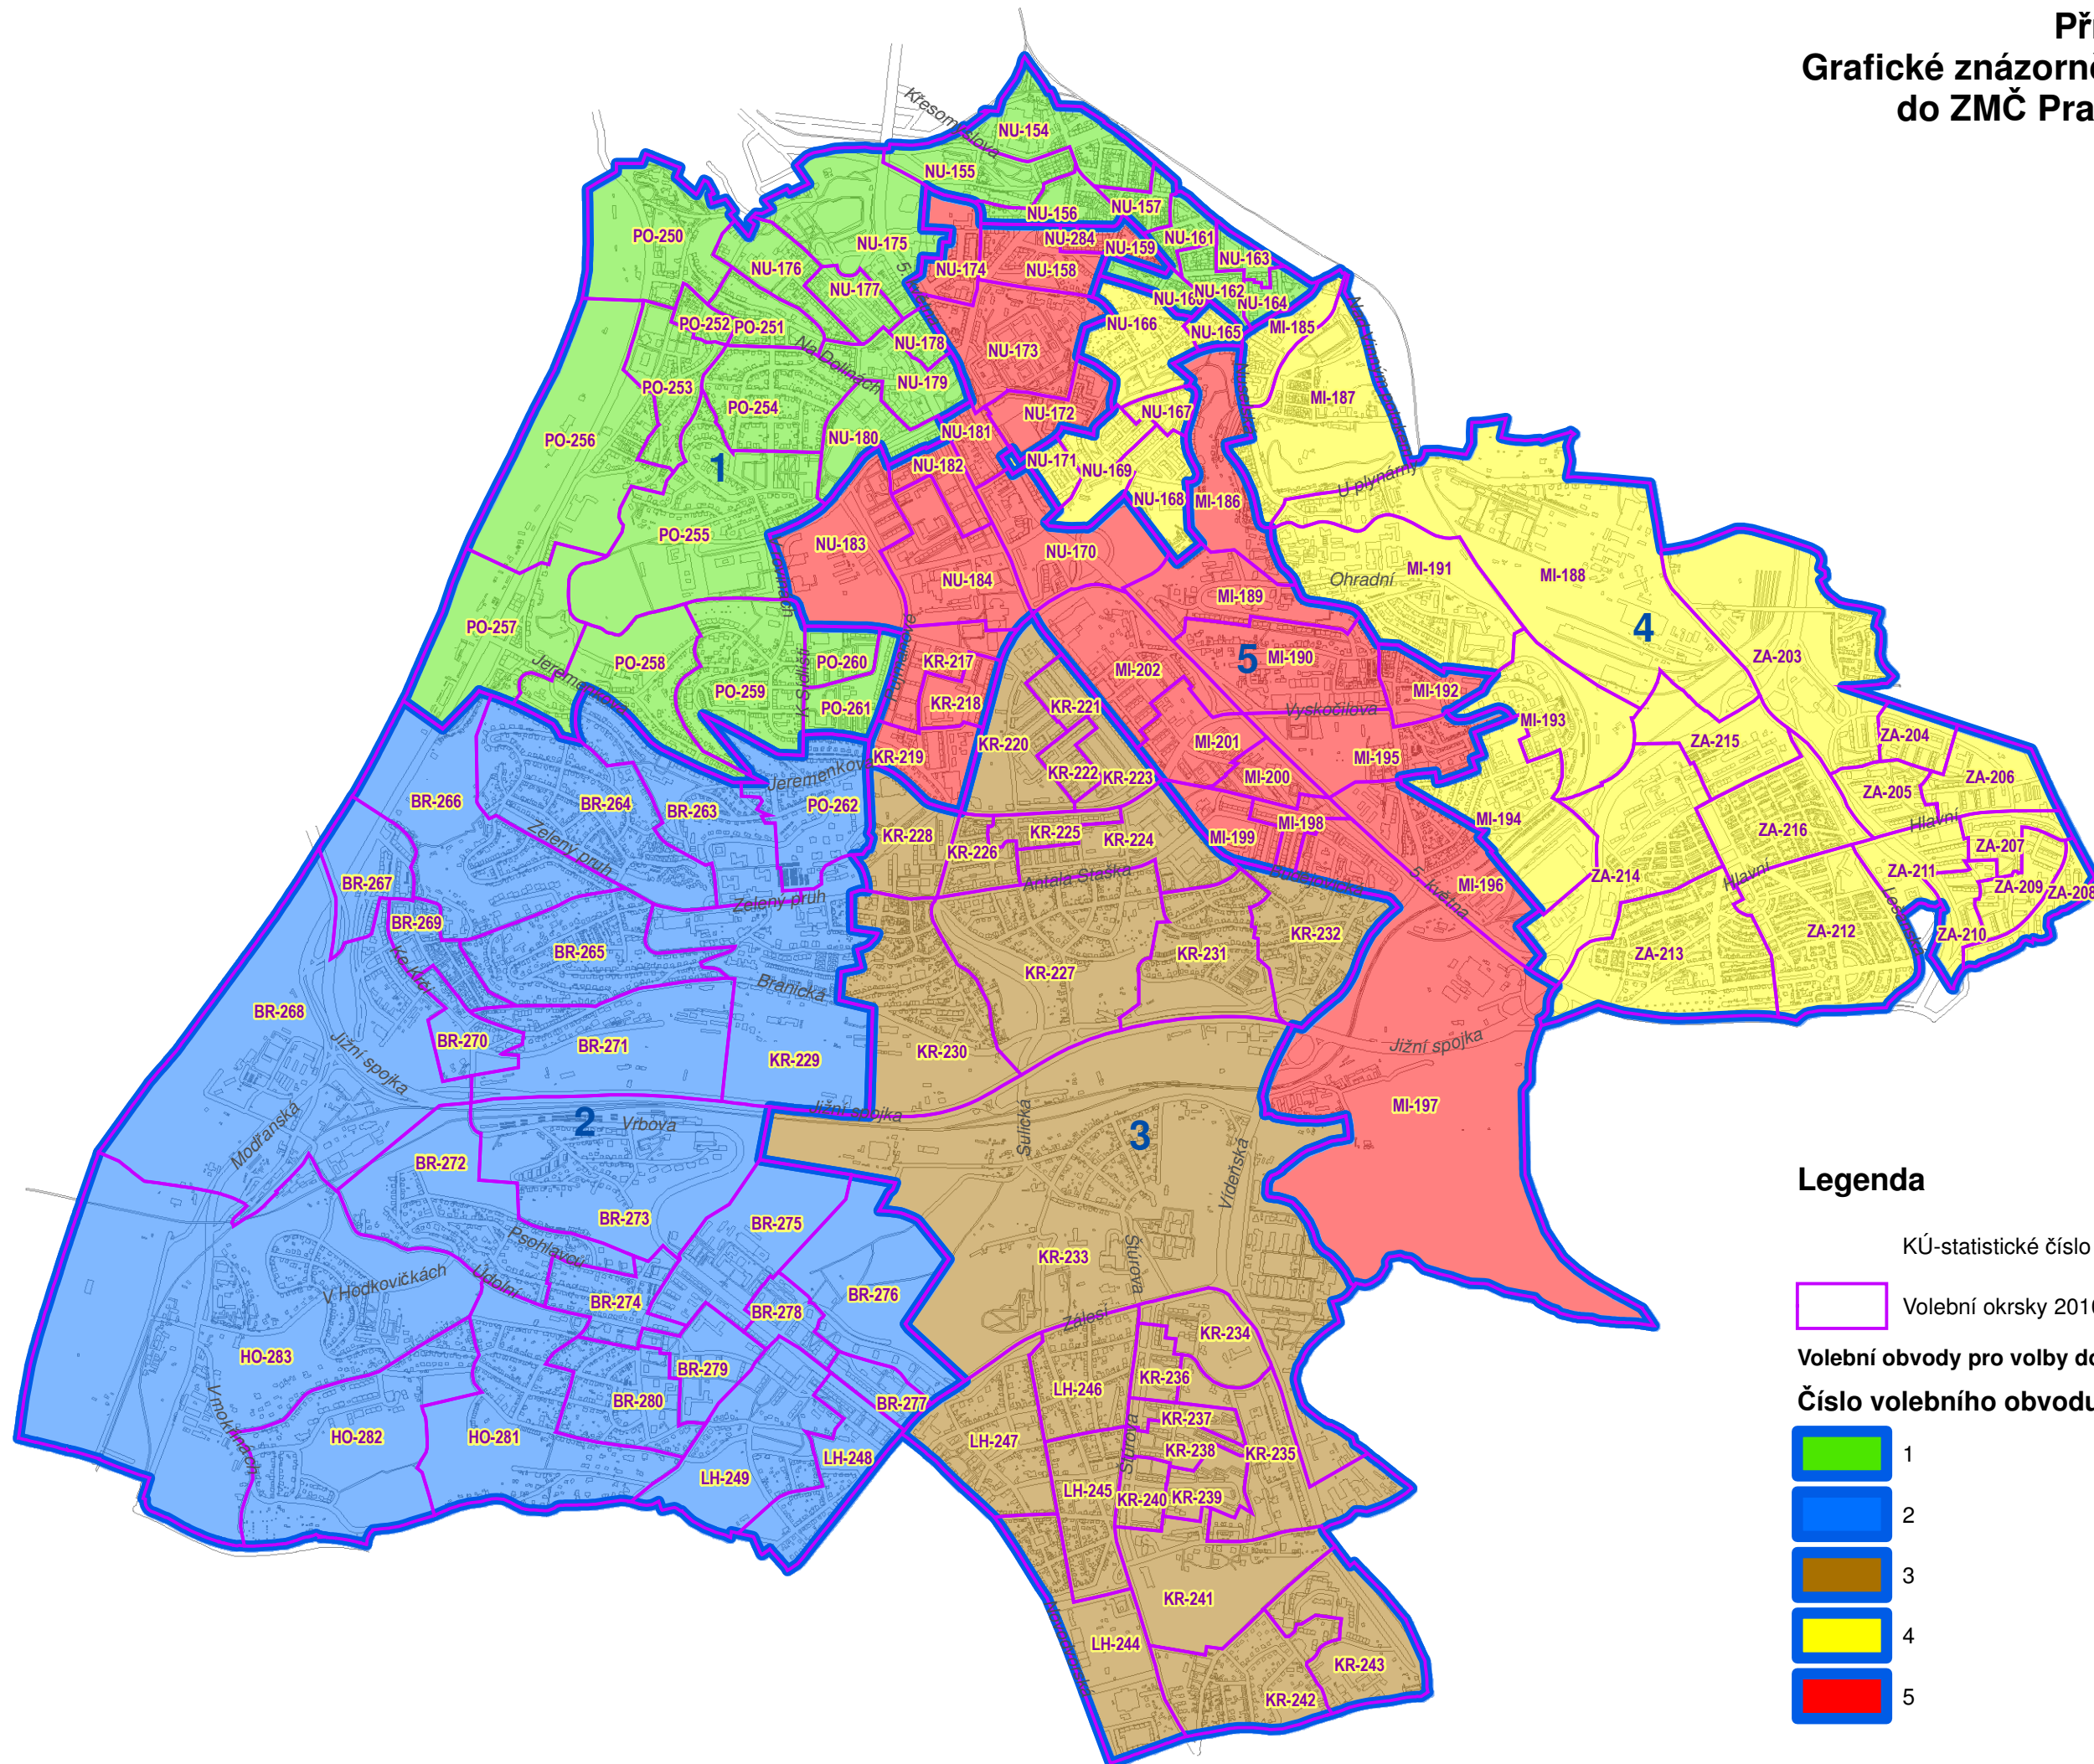 Grafické znázorn
do ZMČ Pra
Křesomyslova
NU-154
NU-155
NU-156
NU-157
NU-175
NU-161
NU-284
NU-159
NU-163
PO-250
NU-176
NU-174
NU-158
NU-177
NU-162
NU-164
PO-252
PO-251
NU-166
NU-165
MI-185
NU-178
NU-173
Na Dolinách
NU-179
PO-253
PO-254
MI-187
NU-172
NU-167
PO-256
NU-180
NU-181
1
NU-182
NU-171
NU-169
U plynárny
NU-168
MI-186
PO-255
NU-183
NU-170
MI-191
MI-188
NU-184
Ohradní
MI-189
PO-257
4
ZA-203
PO-258
PO-260
KR-217
MI-202
5
MI-190
PO-259
K Sídlišti
PO-261
KR-218
KR-221
MI-192
Vyskočilova
MI-193
KR-220
MI-201
ZA-215
ZA-204
KR-219
MI-195
Jeremenkova
KR-222
KR-223
MI-200
ZA-206
BR-266
BR-264
BR-263
PO-262
ZA-205
KR-228
KR-225
KR-224
MI-199
MI-198
MI-194
ZA-216
Hlavní
Zelený pruh
KR-226
ZA-207
BR-267
Antala Staška
5. května
ZA-214
Hlavní
ZA-211
MI-196
ZA-209
ZA-208
Zelený pruh
BR-269
KR-232
ZA-212
ZA-210
BR-265
KR-231
ZA-213
KR-227
Branická
BR-268
BR-270
BR-271
KR-229
KR-230
Jižní spojka
Jižní spojka
MI-197
Jižní spojka
Modřanská
2
Vrbova
Sulická
3
BR-272
Vídeňská
Legenda
BR-273
BR-275
Psohlavců
KR-233
Štúrova
KÚ-statistické číslo
Údolní
V Hodkovičkách
BR-276
BR-274
BR-278
Zálesí
KR-234
HO-283
BR-279
Volební obvody pro volby do
KR-236
LH-246
BR-280
BR-277
Číslo volebního obvodu
KR-237
HO-282
HO-281
LH-247
KR-238
KR-235
1
LH-248
LH-249
Štúrova
LH-245
KR-240
KR-239
2
3
KR-241
4
LH-244
KR-243
KR-242
5